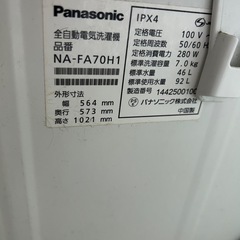 Panasonic
全自動電気洗濯機
品番
NA-FA70H1
外形寸法
幅 564 mm
奥行 573 mm
高さ 1021 mm
IPX4
定格電圧 100 V
定格周波数 50/60 H
定格消費電力 280 W
標準洗濯容量 7.0 kg
標準水量 46 L
標準使用水量 92 L
製造番号
パナソニック株式会社
中国製